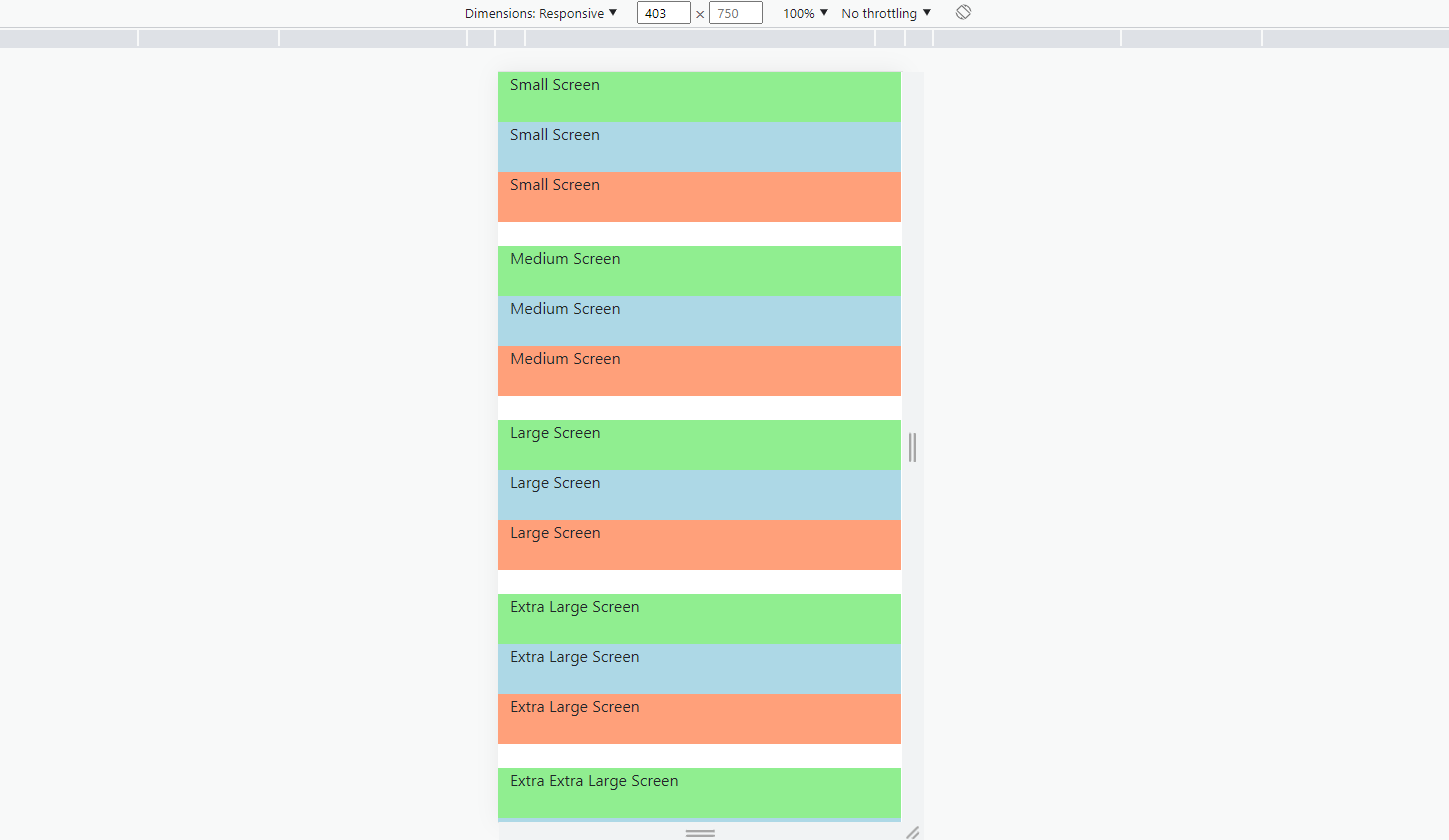 Dimensions: Responsive ▼ 403 × 750 100% ▼ No throttling ▼
Small Screen
Small Screen
Small Screen
Medium Screen
Medium Screen
Medium Screen
Large Screen
Large Screen
Large Screen
Extra Large Screen
Extra Large Screen
Extra Large Screen
Extra Extra Large Screen